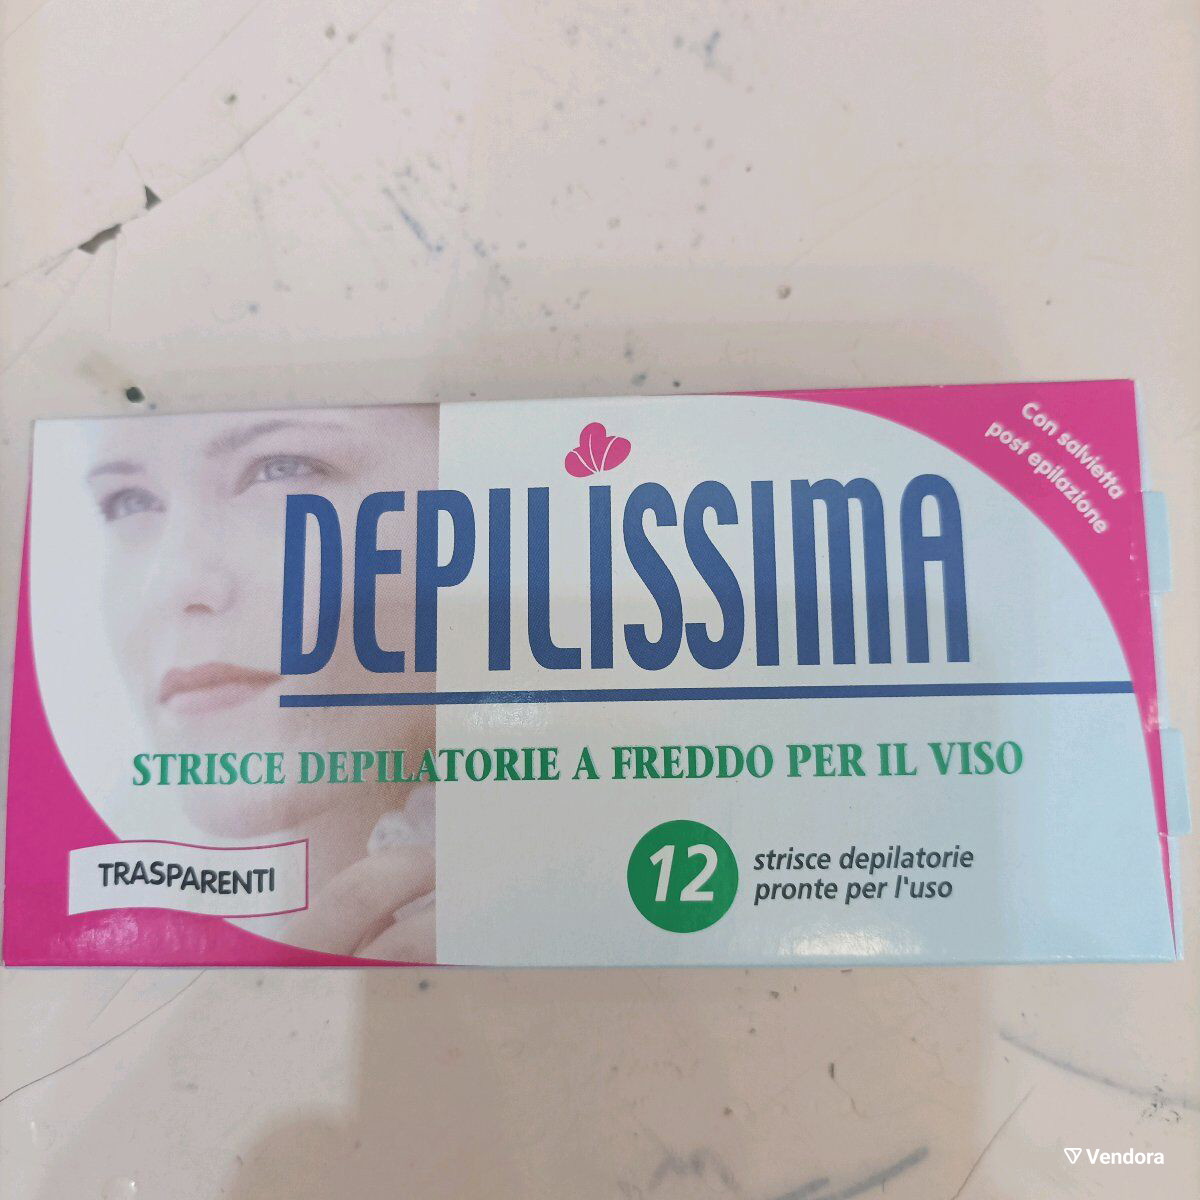 Con salvietta
post epilazione
DEPILISSIMA
STRISCE DEPILATORIE A FREDDO PER IL VISO
TRASPARENTI
12
strisce depilatorie
pronte per l'uso
Vendora